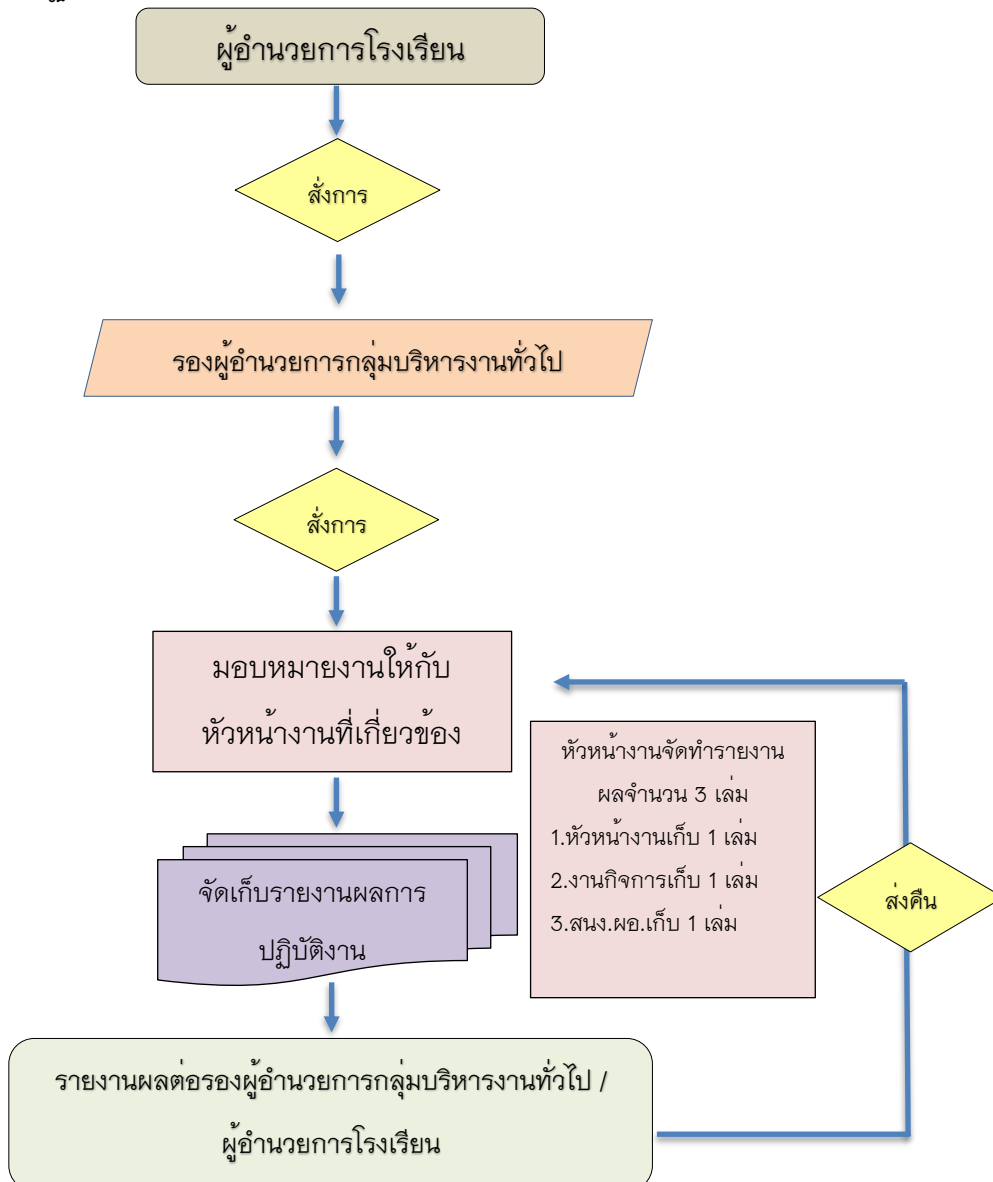 ผู้อำนวยการโรงเรียน
สั่งการ
รองผู้อำนวยการกลุ่มบริหารงานทั่วไป
สั่งการ
มอบหมายงานให้กับ
หัวหน้างานที่เกี่ยวข้อง
หัวหน้างานจัดทำรายงาน
ผลจำนวน 3 เล่ม
1.หัวหน้างานเก็บ 1 เล่ม
2.งานกิจการเก็บ 1 เล่ม
3.สนง.ผอ.เก็บ 1 เล่ม
ส่งคืน
จัดเก็บรายงานผลการ
ปฏิบัติงาน
รายงานผลต่อรองผู้อำนวยการกลุ่มบริหารงานทั่วไป /
ผู้อำนวยการโรงเรียน